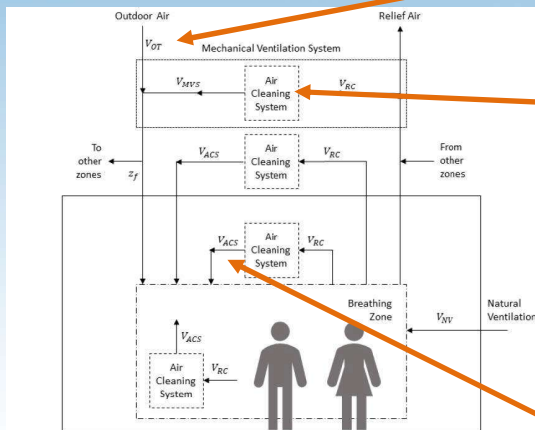 Outdoor Air
Relief Air
V_OT
Mechanical Ventilation System
V_MVS
Air
Cleaning
System
V_RC
To
other
zones
z_f
V_ACS
Air
Cleaning
System
V_RC
From
other
zones
V_ACS
Air
Cleaning
System
V_RC
Breathing
Zone
V_NV
Natural
Ventilation
V_ACS
Air
Cleaning
System
V_RC